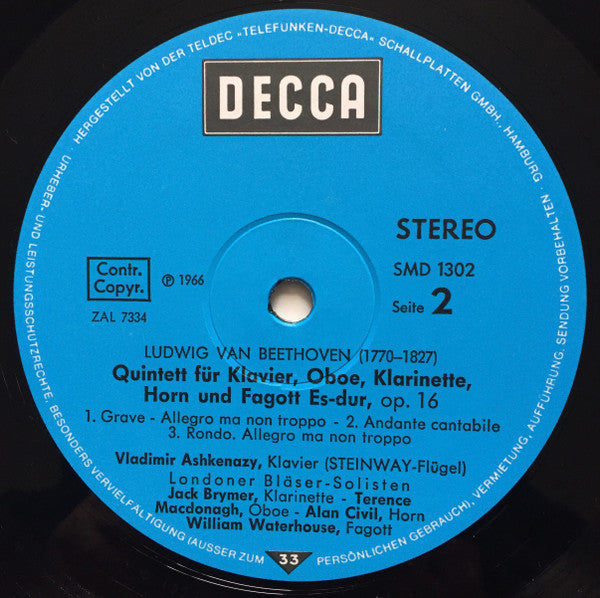 HERGESTELLT VON DER TELDEC »TELEFUNKEN-DECCA« SCHALLPLATTEN GMBH., HAMBURG
URHEBER- UND LEISTUNGSSCHUTZRECHTE, BESONDERS VERVIELFÄLTIGUNG (AUSSER ZUM PERSÖNLICHEN GEBRAUCH), VERMIETUNG, AUFFÜHRUNG, SENDUNG VORBEHALTEN
DECCA
STEREO
Contr.
Copyr.
℗ 1966
SMD 1302
ZAL 7334
Seite 2
LUDWIG VAN BEETHOVEN (1770–1827)
Quintett für Klavier, Oboe, Klarinette,
Horn und Fagott Es-dur, op. 16
1. Grave - Allegro ma non troppo - 2. Andante cantabile
3. Rondo. Allegro ma non troppo
Vladimir Ashkenazy, Klavier (STEINWAY-Flügel)
Londoner Bläser-Solisten
Jack Brymer, Klarinette - Terence
Macdonagh, Oboe - Alan Civil, Horn
William Waterhouse, Fagott
33